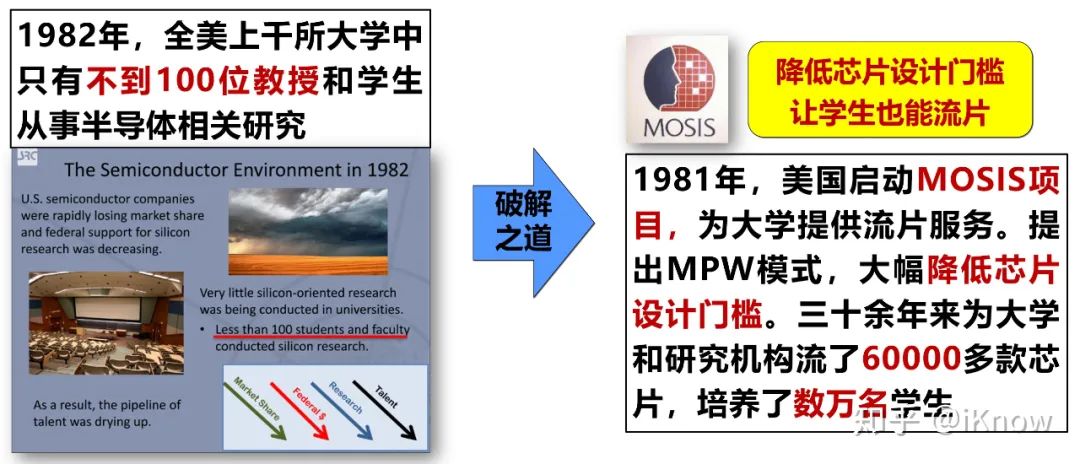 1982年，全美上千所大学中
只有不到100位教授和学生
从事半导体相关研究
SRC
The Semiconductor Environment in 1982
U.S. semiconductor companies
were rapidly losing market share
and federal support for silicon
research was decreasing.
Very little silicon-oriented research
was being conducted in universities.
• Less than 100 students and faculty
conducted silicon research.
As a result, the pipeline of
talent was drying up.
Market Share
Federal $
Research
Talent
破解
之道
MOSIS
降低芯片设计门槛
让学生也能流片
1981年，美国启动MOSIS项
目，为大学提供流片服务。提
出MPW模式，大幅降低芯片
设计门槛。三十余年来为大学
和研究机构流了60000多款芯
片，培养了数万名学生
知乎 @iKnow